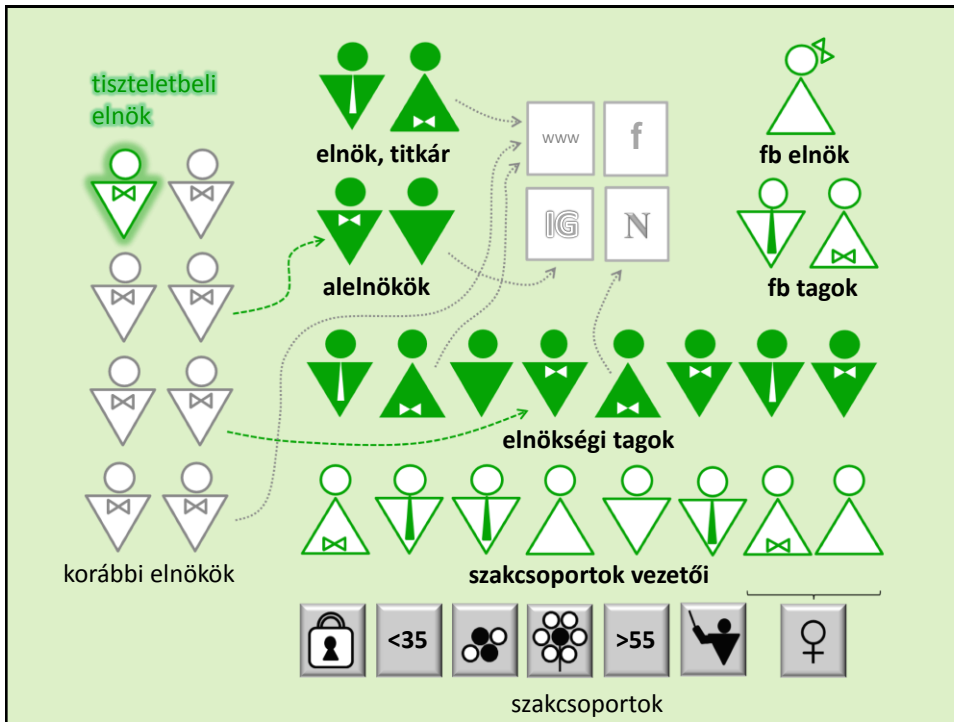 tiszteletbeli
elnök
elnök, titkár
www
f
fb elnök
IG
N
alelnökök
fb tagok
elnökségi tagok
korábbi elnökök
szakcsoportok vezetői
<35
>55
szakcsoportok